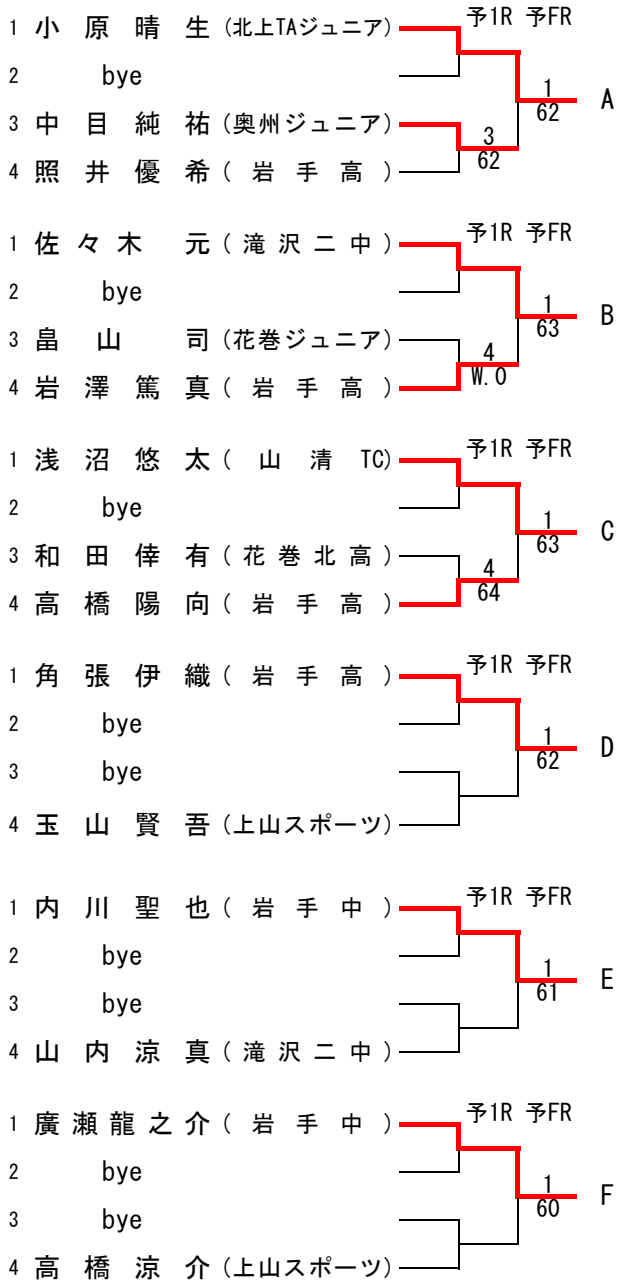 予1R 予FR
1 小原晴生 (北上TAジュニア)
2 bye
1
62
A
3 中目純祐 (奥州ジュニア)
3
62
4 照井優希 (岩手高)
予1R 予FR
1 佐々木元 (滝沢二中)
2 bye
1
63
B
3 畠山司 (花巻ジュニア)
4
W.O
4 岩澤篤真 (岩手高)
予1R 予FR
1 浅沼悠太 (山清TC)
2 bye
1
63
C
3 和田倖有 (花巻北高)
4
64
4 高橋陽向 (岩手高)
予1R 予FR
1 角張伊織 (岩手高)
2 bye
1
62
D
3 bye
4 玉山賢吾 (上山スポーツ)
予1R 予FR
1 内川聖也 (岩手中)
2 bye
1
61
E
3 bye
4 山内涼真 (滝沢二中)
予1R 予FR
1 廣瀬龍之介 (岩手中)
2 bye
1
60
F
3 bye
4 高橋涼介 (上山スポーツ)